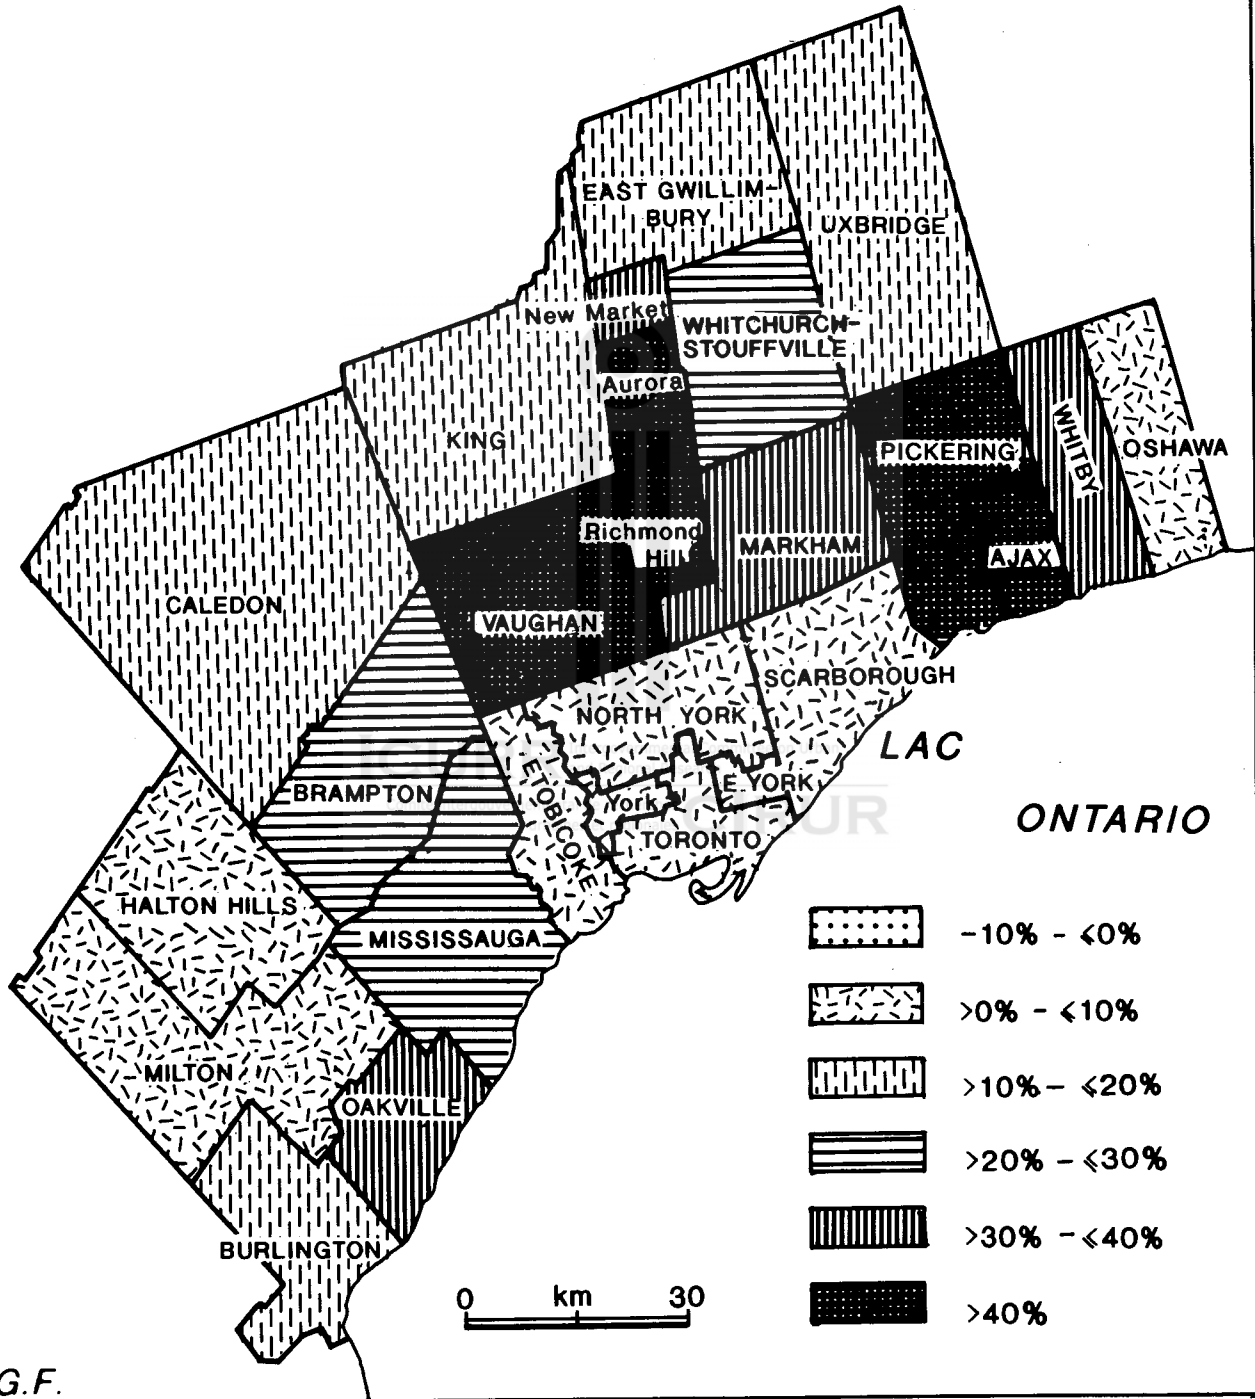 EAST GWILLIM-
BURY
UXBRIDGE
New Market
WHITCHURCH-
STOUFFVILLE
Aurora
KING
PICKERING
WHITBY
OSHAWA
Richmond
Hill
MARKHAM
AJAX
CALEDON
VAUGHAN
SCARBOROUGH
NORTH YORK
LAC
ONTARIO
ETOBICOKE
E. YORK
BRAMPTON
York
TORONTO
HALTON HILLS
MISSISSAUGA
MILTON
OAKVILLE
BURLINGTON
-10% - ⩽0%
>0% - ⩽10%
>10% - ⩽20%
>20% - ⩽30%
>30% - ⩽40%
>40%
0 km 30
G.F.